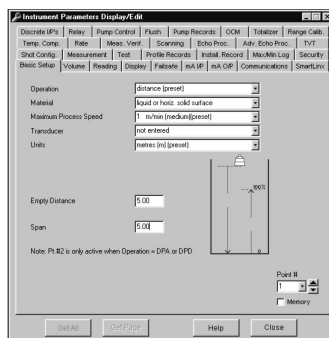 Instrument Parameters Display/Edit
Discrete I/P's Relay Pump Control Flush Pump Records OCM Totalizer Range Calib.
Temp. Comp. Rate Meas. Verif. Scanning Echo Proc. Adv. Echo Proc. TVT
Shot Config. Measurement Test Profile Records Install. Record Max/Min Log Security
Basic Setup Volume Reading Display Failsafe mA I/P mA O/P Communications SmartLinx
Operation distance (preset)
Material liquid or horiz. solid surface
Maximum Process Speed 1 m/min (medium)(preset)
Transducer not entered
Units metres (m) (preset)
100%
Empty Distance 5.00
Span 5.00
0
Note: Pt #2 is only active when Operation = DPA or DPD
Point #
1
Memory
Get All Get Page Help Close